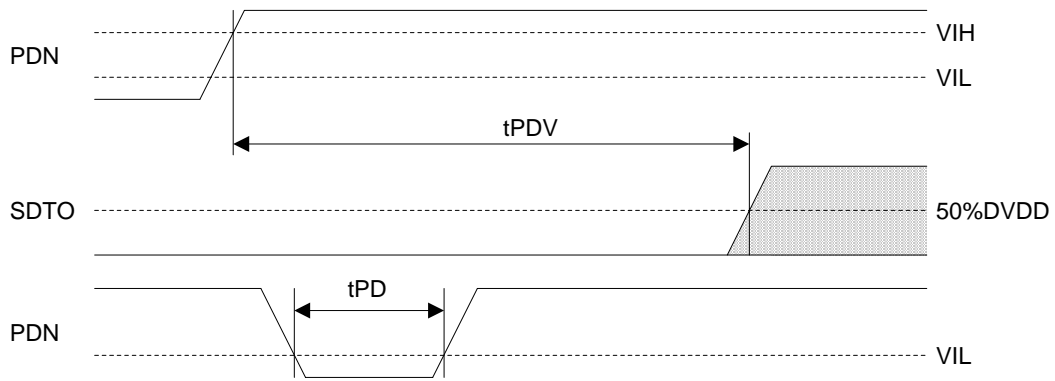 PDN
VIH
VIL
tPDV
SDTO
50%DVDD
tPD
PDN
VIL